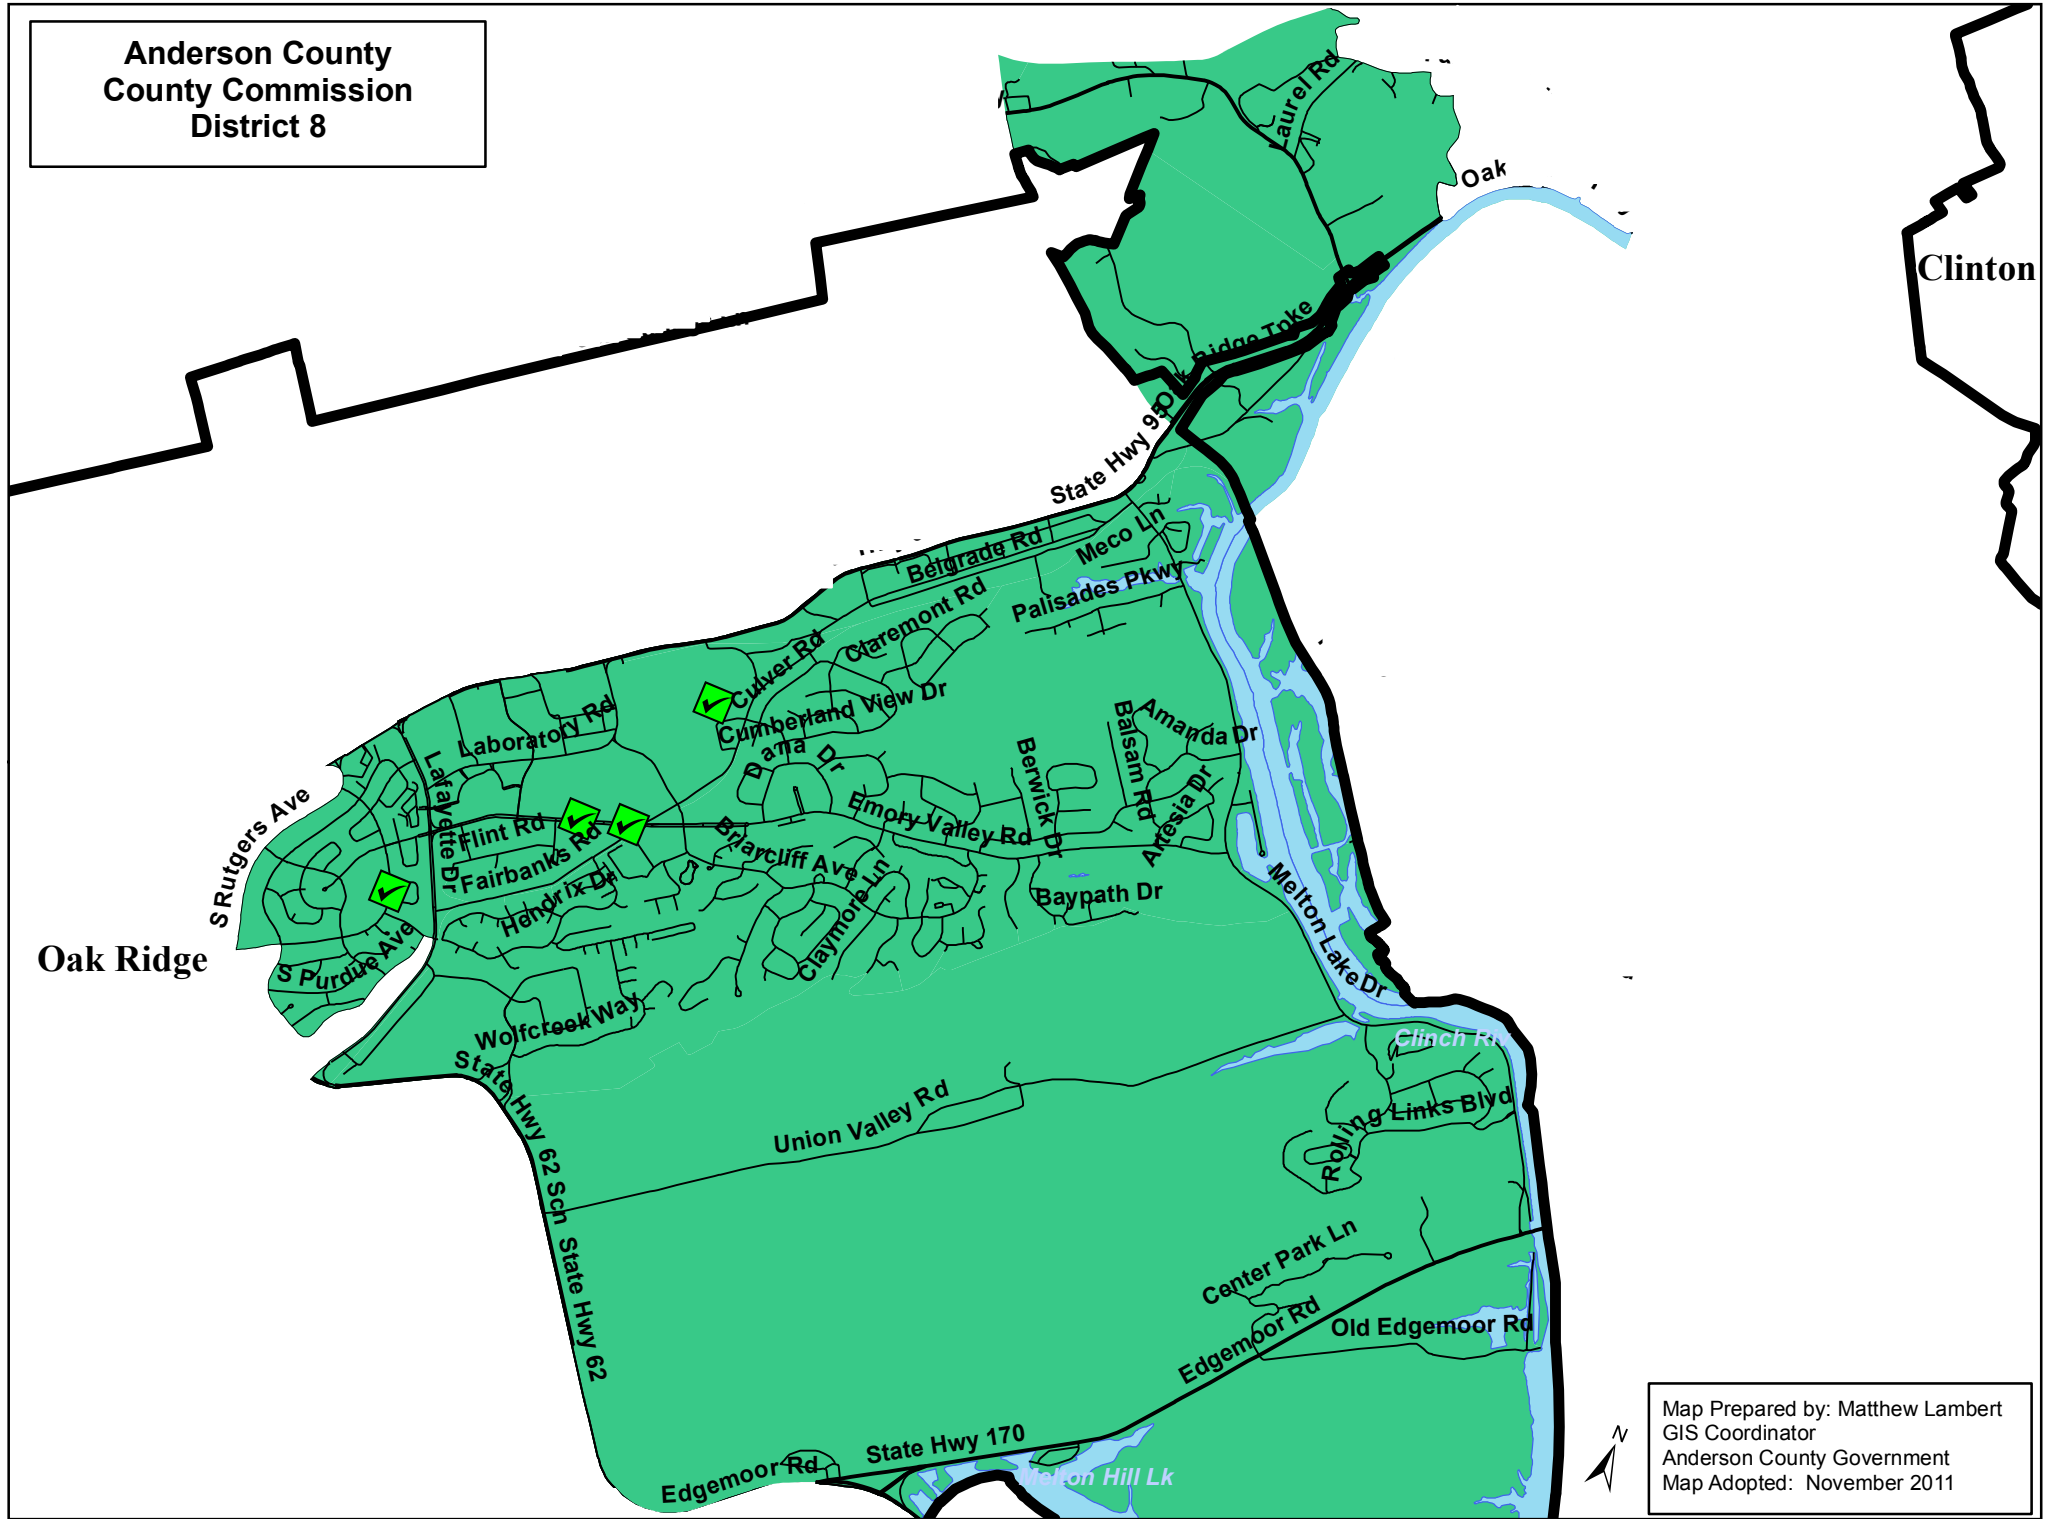 Anderson County
County Commission
District 8
Laurel Rd
Oak
Clinton
Oak Ridge Tpke
State Hwy 95
Meco Ln
Belgrade Rd
Palisades Pkwy
Claremont Rd
Culver Rd
Cumberland View Dr
Laboratory Rd
Dana Dr
Amanda Dr
Balsam Rd
Berwick Dr
Artesia Dr
Lafayette Dr
S Rutgers Ave
Emory Valley Rd
Flint Rd
Fairbanks Rd
Briarcliff Ave
Hendrix Dr
Claymore Ln
Baypath Dr
Melton Lake Dr
Oak Ridge
S Purdue Ave
Wolfcreek Way
Clinch Riv
State Hwy 62 Scn
Union Valley Rd
Rolling Links Blvd
State Hwy 62
Center Park Ln
Edgemoor Rd
Old Edgemoor Rd
State Hwy 170
Edgemoor Rd
Melton Hill Lk
N
Map Prepared by: Matthew Lambert
GIS Coordinator
Anderson County Government
Map Adopted: November 2011